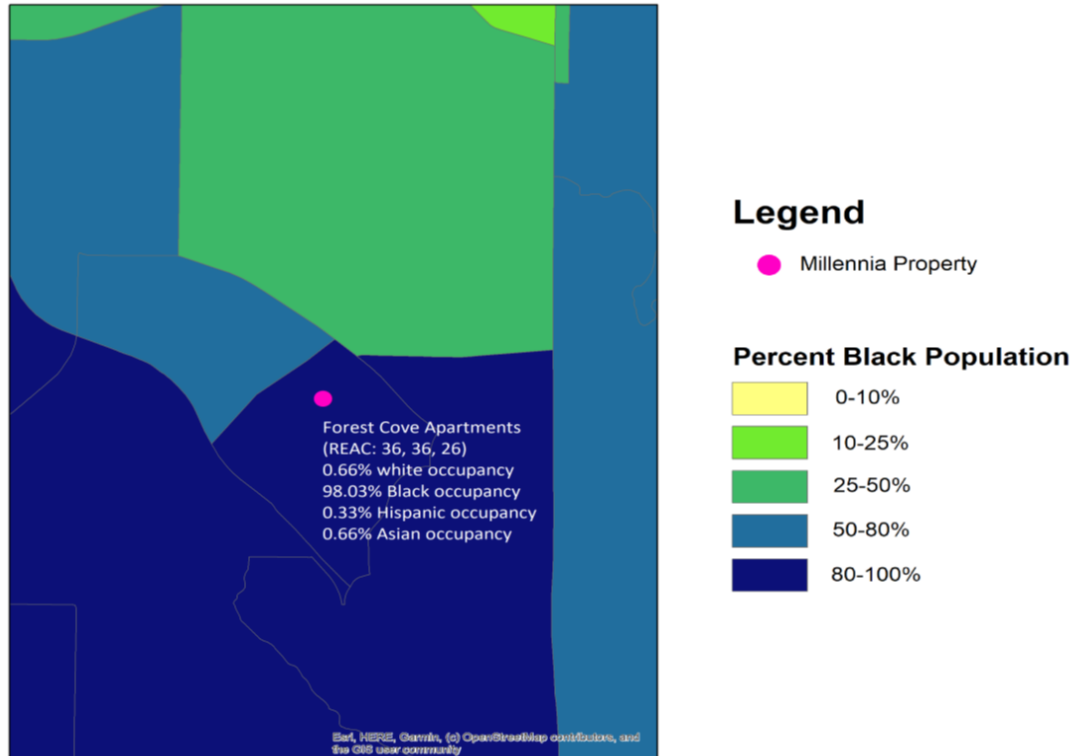 Forest Cove Apartments
(REAC: 36, 36, 26)
0.66% white occupancy
98.03% Black occupancy
0.33% Hispanic occupancy
0.66% Asian occupancy
Esri, HERE, Garmin, (c) OpenStreetMap contributors, and
the GIS user community
Legend
Millennia Property
Percent Black Population
0-10%
10-25%
25-50%
50-80%
80-100%